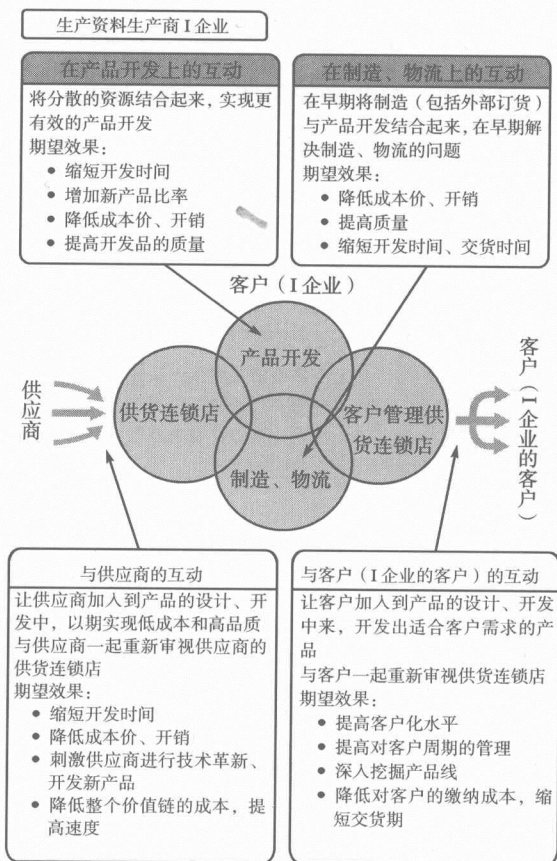 生产资料生产商 I 企业
在产品开发上的互动
将分散的资源结合起来，实现更
有效的产品开发
期望效果：
● 缩短开发时间
● 增加新产品比率
● 降低成本价、开销
● 提高开发品的质量
在制造、物流上的互动
在早期将制造（包括外部订货）
与产品开发结合起来，在早期解
决制造、物流的问题
期望效果：
● 降低成本价、开销
● 提高质量
● 缩短开发时间、交货时间
客户（I 企业）
产品开发
供应商
供货连锁店
客户管理供
货连锁店
制造、物流
客户（I企业的客户）
与供应商的互动
让供应商加入到产品的设计、开
发中，以期实现低成本和高品质
与供应商一起重新审视供应商的
供货连锁店
期望效果：
● 缩短开发时间
● 降低成本价、开销
● 刺激供应商进行技术革新、
开发新产品
● 降低整个价值链的成本，提
高速度
与客户（I 企业的客户）的互动
让客户加入到产品的设计、开发
中来，开发出适合客户需求的产
品
与客户一起重新审视供货连锁店
期望效果：
● 提高客户化水平
● 提高对客户周期的管理
● 深入挖掘产品线
● 降低对客户的缴纳成本，缩
短交货期